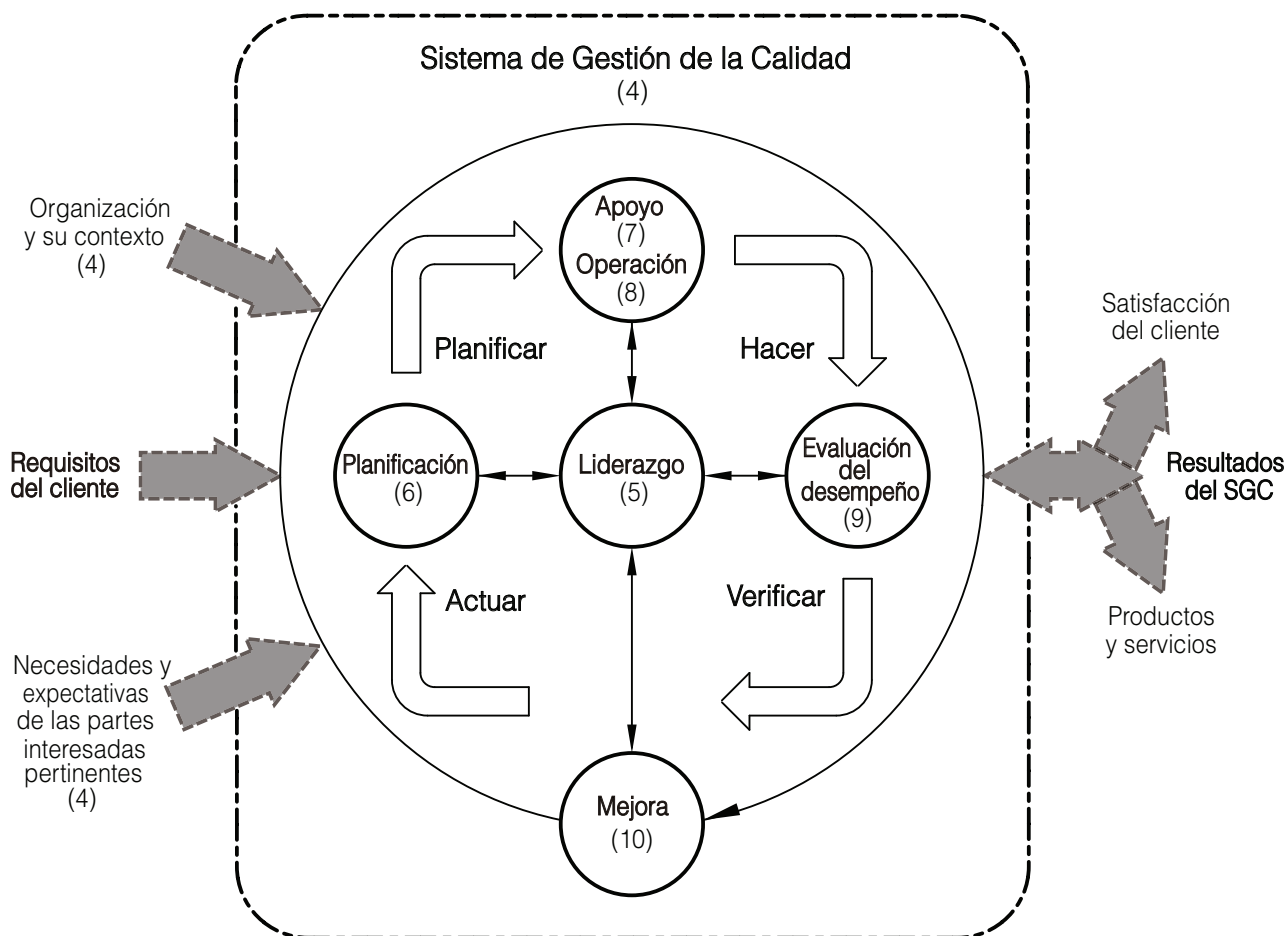 Sistema de Gestión de la Calidad
(4)
Organización
y su contexto
(4)
Apoyo
(7)
Operación
(8)
Satisfacción
del cliente
Planificar
Hacer
Requisitos
del cliente
Planificación
(6)
Liderazgo
(5)
Evaluación
del
desempeño
(9)
Resultados
del SGC
Actuar
Verificar
Necesidades y
expectativas
de las partes
interesadas
pertinentes
(4)
Productos
y servicios
Mejora
(10)